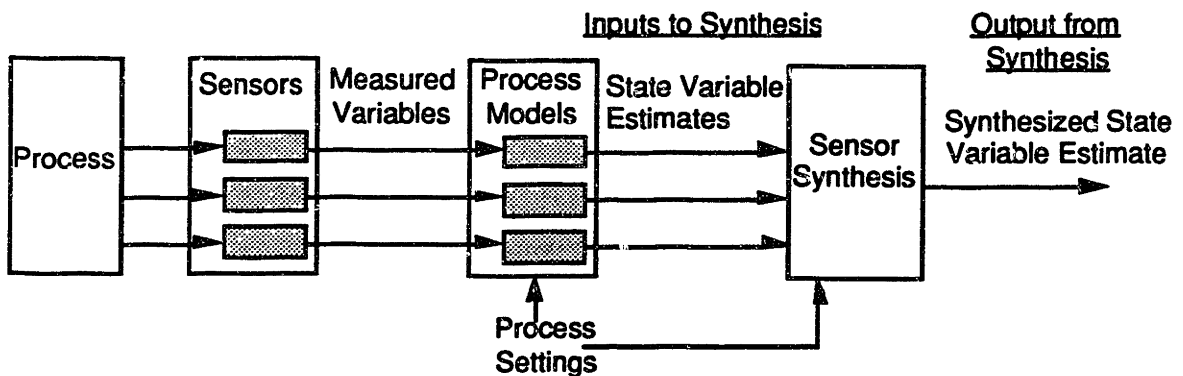 Inputs to Synthesis
Output from
Synthesis
Process
Sensors
Measured
Variables
Process
Models
State Variable
Estimates
Sensor
Synthesis
Synthesized State
Variable Estimate
Process
Settings